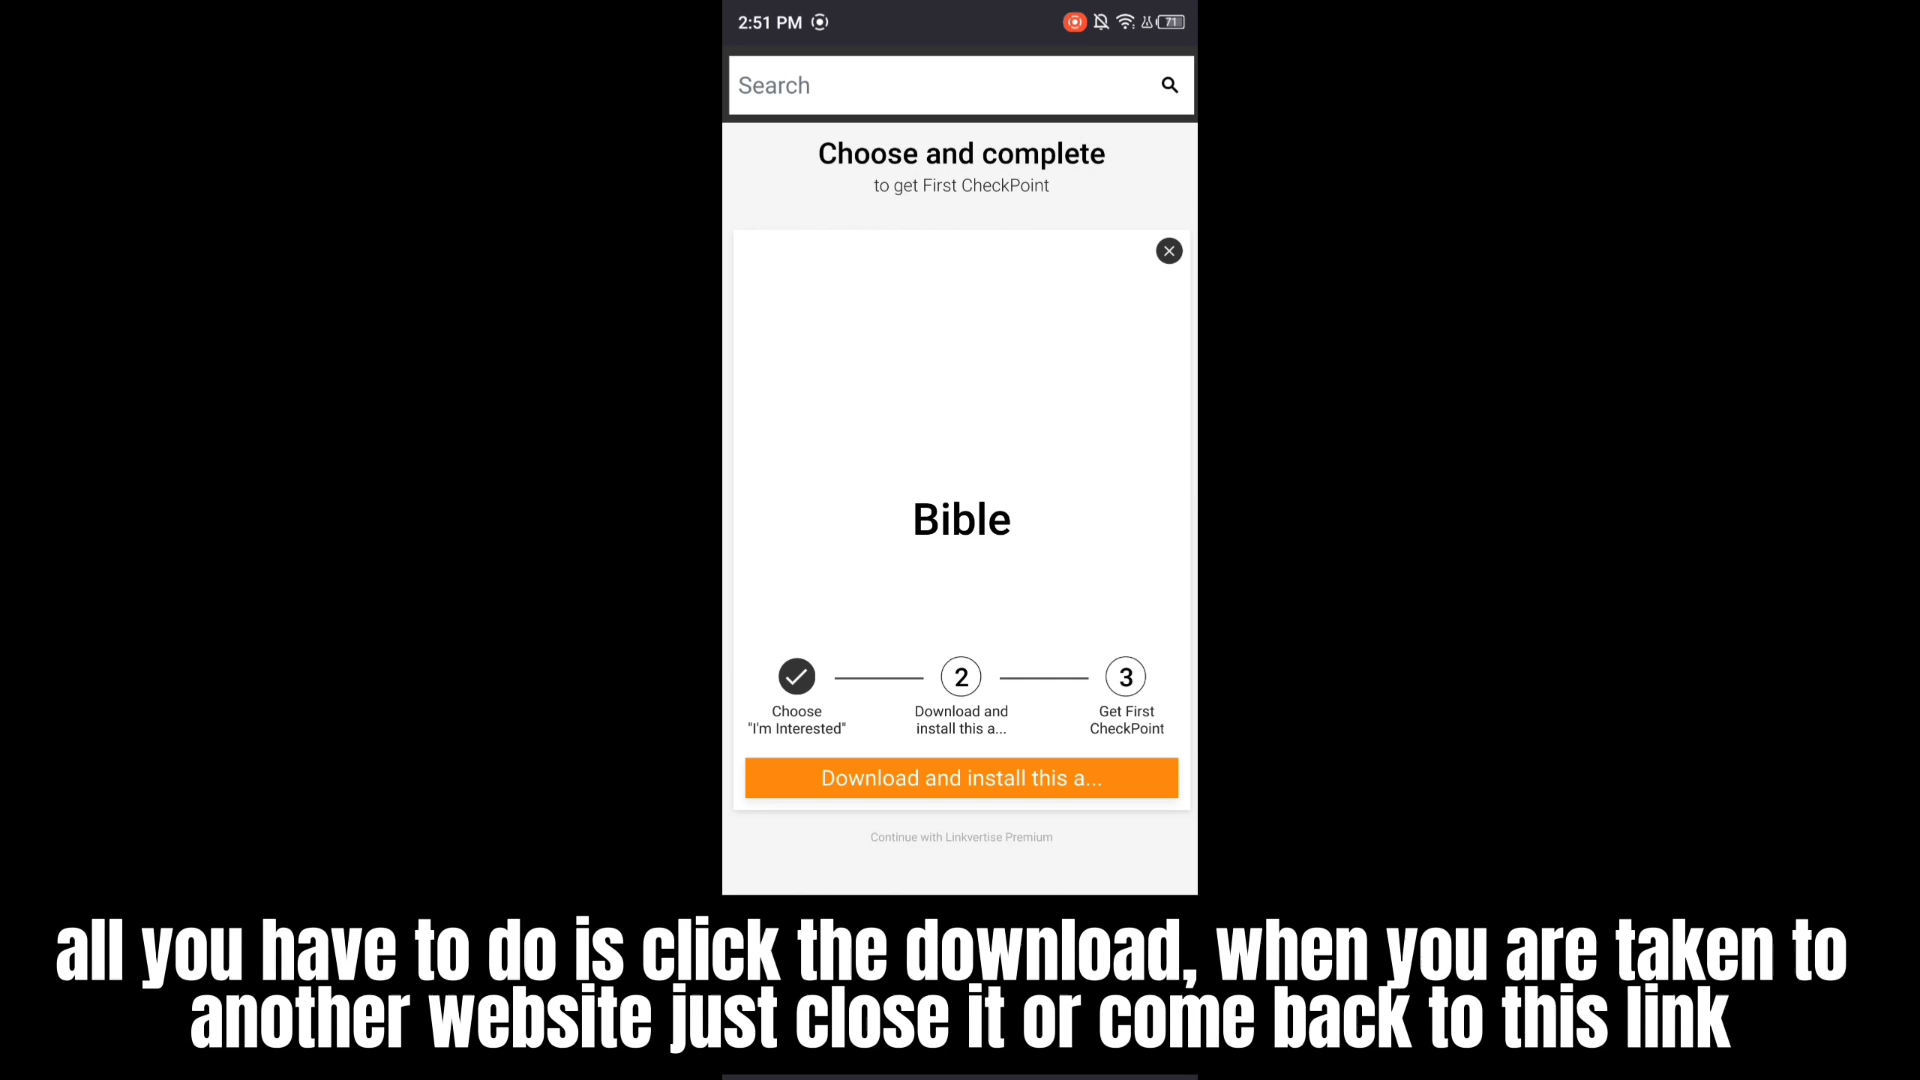 2:51 PM
71
Search
Choose and complete
to get First CheckPoint
Bible
2
3
Choose
"I'm Interested"
Download and
install this a...
Get First
CheckPoint
Download and install this a...
Continue with Linkvertise Premium
all you have to do is click the download, when you are taken to
another website just close it or come back to this link